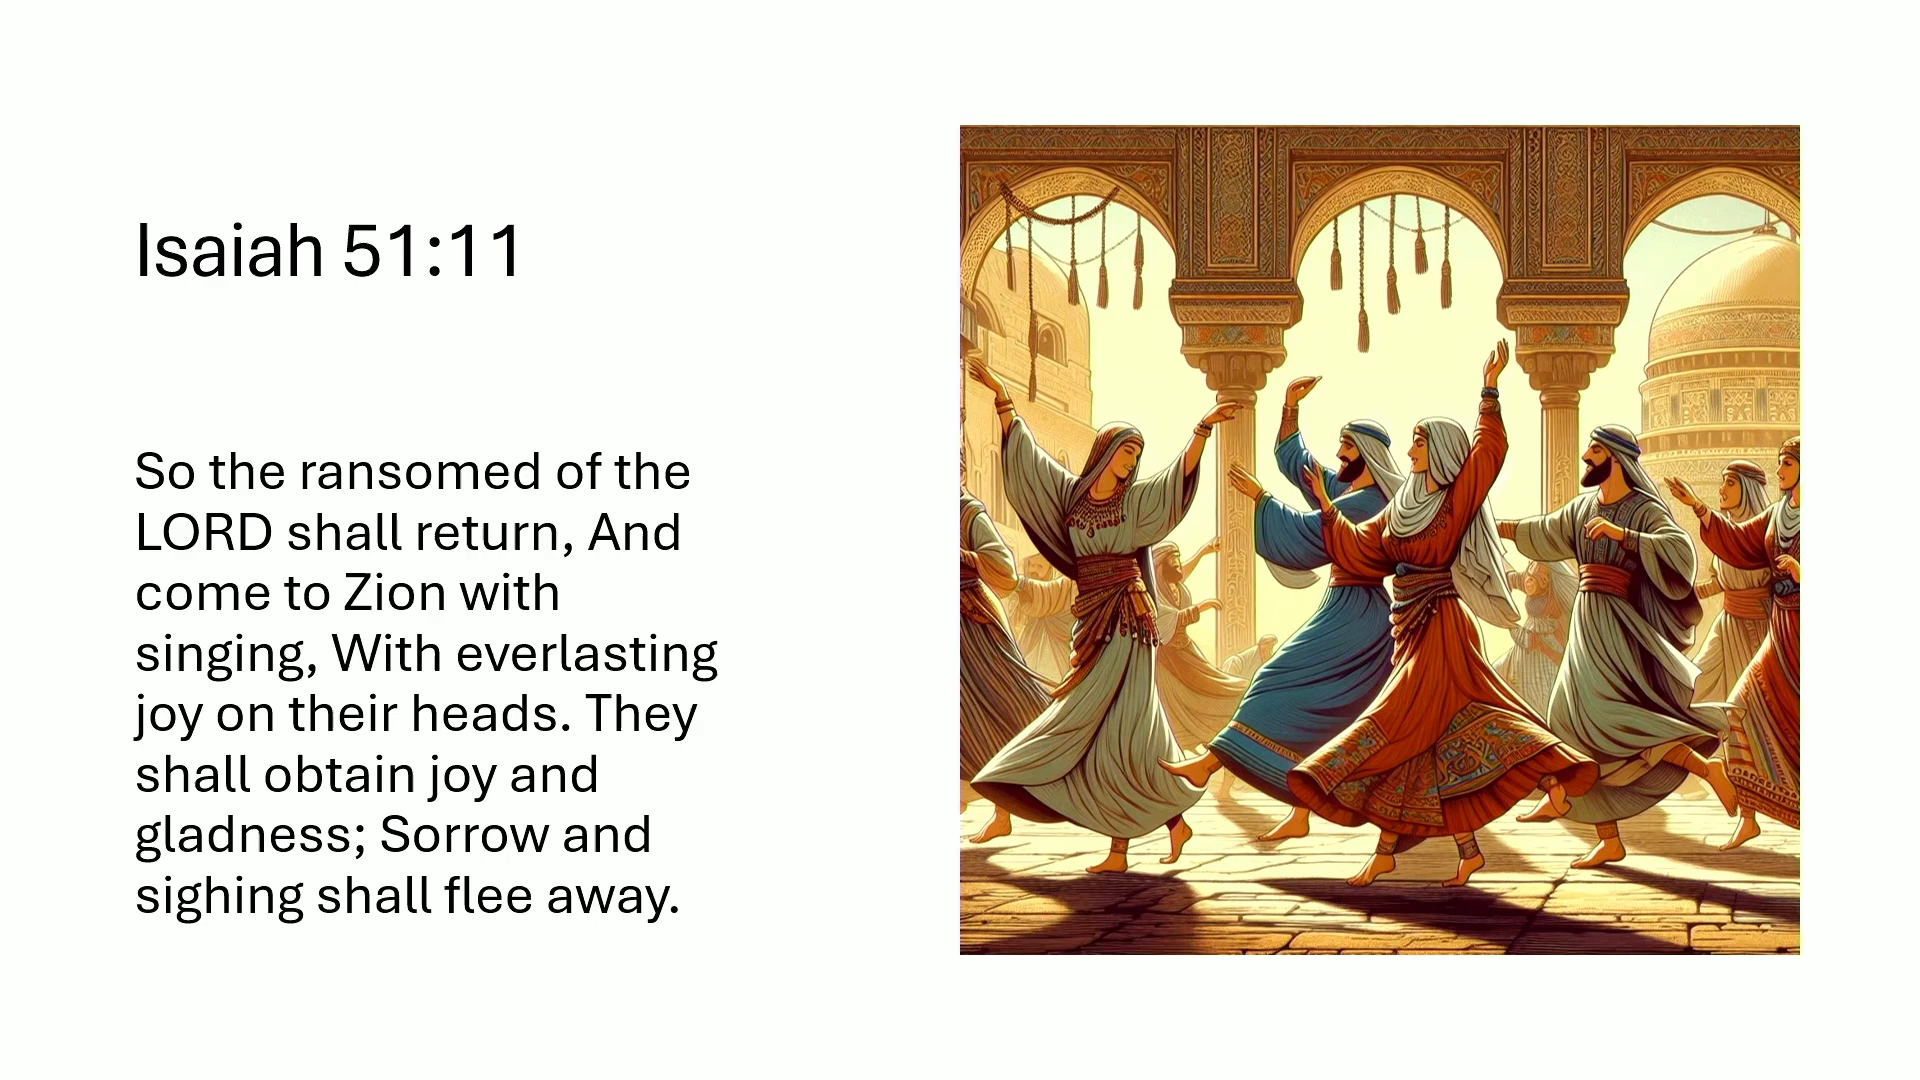 Isaiah 51:11
So the ransomed of the
LORD shall return, And
come to Zion with
singing, With everlasting
joy on their heads. They
shall obtain joy and
gladness; Sorrow and
sighing shall flee away.